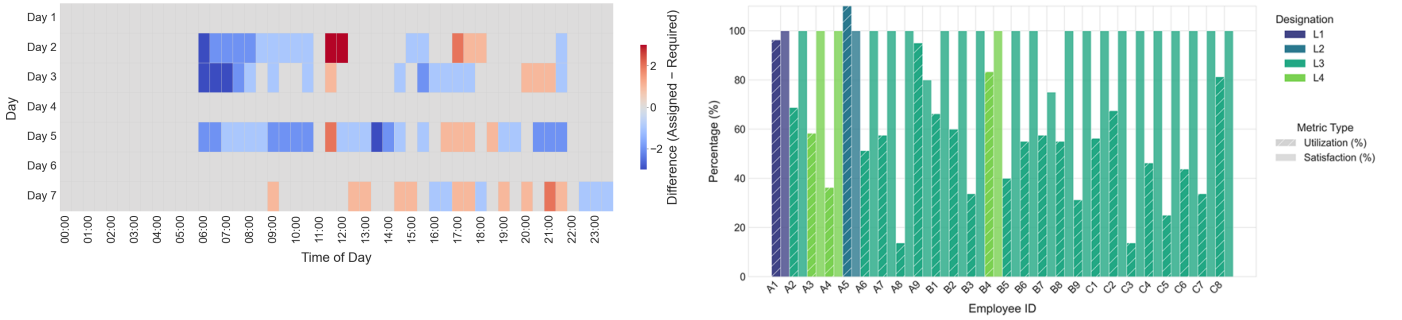 Day 1
Day 2
Day 3
Day 4
Day 5
Day 6
Day 7
Day
00:00
01:00
02:00
03:00
04:00
05:00
06:00
07:00
08:00
09:00
10:00
11:00
12:00
13:00
14:00
15:00
16:00
17:00
18:00
19:00
20:00
21:00
22:00
23:00
Time of Day
2
0
−2
Difference (Assigned − Required)
Percentage (%)
100
80
60
40
20
0
A1
A2
A3
A4
A5
A6
A7
A8
A9
B1
B2
B3
B4
B5
B6
B7
B8
B9
C1
C2
C3
C4
C5
C6
C7
C8
Employee ID
Designation
L1
L2
L3
L4
Metric Type
Utilization (%)
Satisfaction (%)